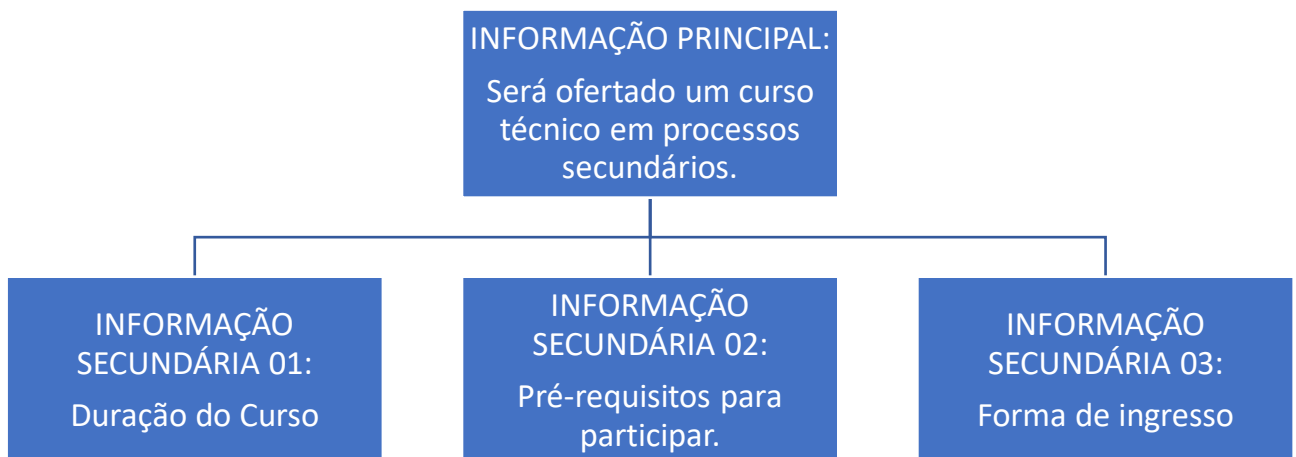 INFORMAÇÃO PRINCIPAL:
Será ofertado um curso
técnico em processos
secundários.
INFORMAÇÃO
SECUNDÁRIA 01:
Duração do Curso
INFORMAÇÃO
SECUNDÁRIA 02:
Pré-requisitos para
participar.
INFORMAÇÃO
SECUNDÁRIA 03:
Forma de ingresso